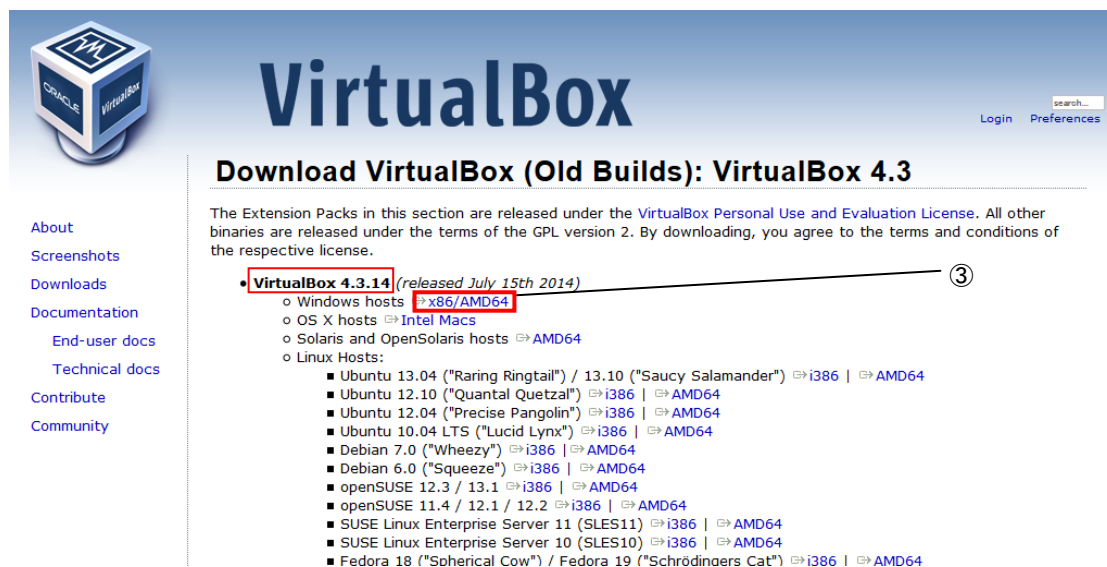 ORACLE
VirtualBox
VirtualBox
search...
Login Preferences
Download VirtualBox (Old Builds): VirtualBox 4.3
The Extension Packs in this section are released under the VirtualBox Personal Use and Evaluation License. All other
binaries are released under the terms of the GPL version 2. By downloading, you agree to the terms and conditions of
the respective license.
About
Screenshots
Downloads
Documentation
End-user docs
Technical docs
Contribute
Community
• VirtualBox 4.3.14 (released July 15th 2014)
③
Windows hosts x86/AMD64
OS X hosts Intel Macs
Solaris and OpenSolaris hosts AMD64
Linux Hosts:
Ubuntu 13.04 ("Raring Ringtail") / 13.10 ("Saucy Salamander") i386 | AMD64
Ubuntu 12.10 ("Quantal Quetzal") i386 | AMD64
Ubuntu 12.04 ("Precise Pangolin") i386 | AMD64
Ubuntu 10.04 LTS ("Lucid Lynx") i386 | AMD64
Debian 7.0 ("Wheezy") i386 | AMD64
Debian 6.0 ("Squeeze") i386 | AMD64
openSUSE 12.3 / 13.1 i386 | AMD64
openSUSE 11.4 / 12.1 / 12.2 i386 | AMD64
SUSE Linux Enterprise Server 11 (SLES11) i386 | AMD64
SUSE Linux Enterprise Server 10 (SLES10) i386 | AMD64
Fedora 18 ("Spherical Cow") / Fedora 19 ("Schrödingers Cat") i386 | AMD64